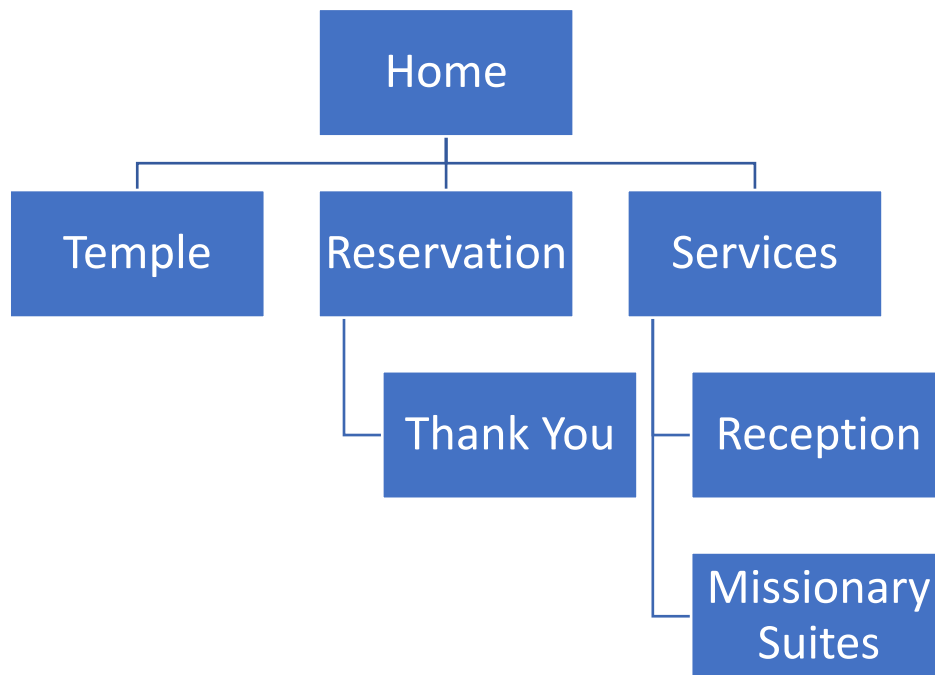 Home
Temple
Reservation
Services
Thank You
Reception
Missionary
Suites